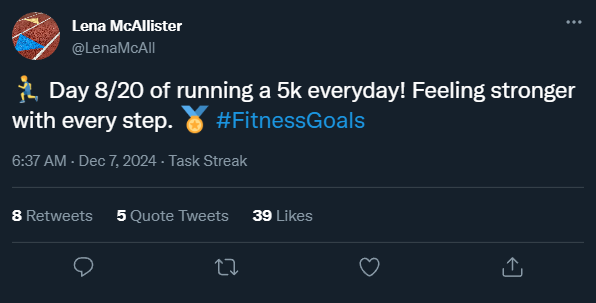 Lena McAllister
@LenaMcAll
🏃‍♂️ Day 8/20 of running a 5k everyday! Feeling stronger
with every step. 🏅 #FitnessGoals
6:37 AM · Dec 7, 2024 · Task Streak
8 Retweets 5 Quote Tweets 39 Likes